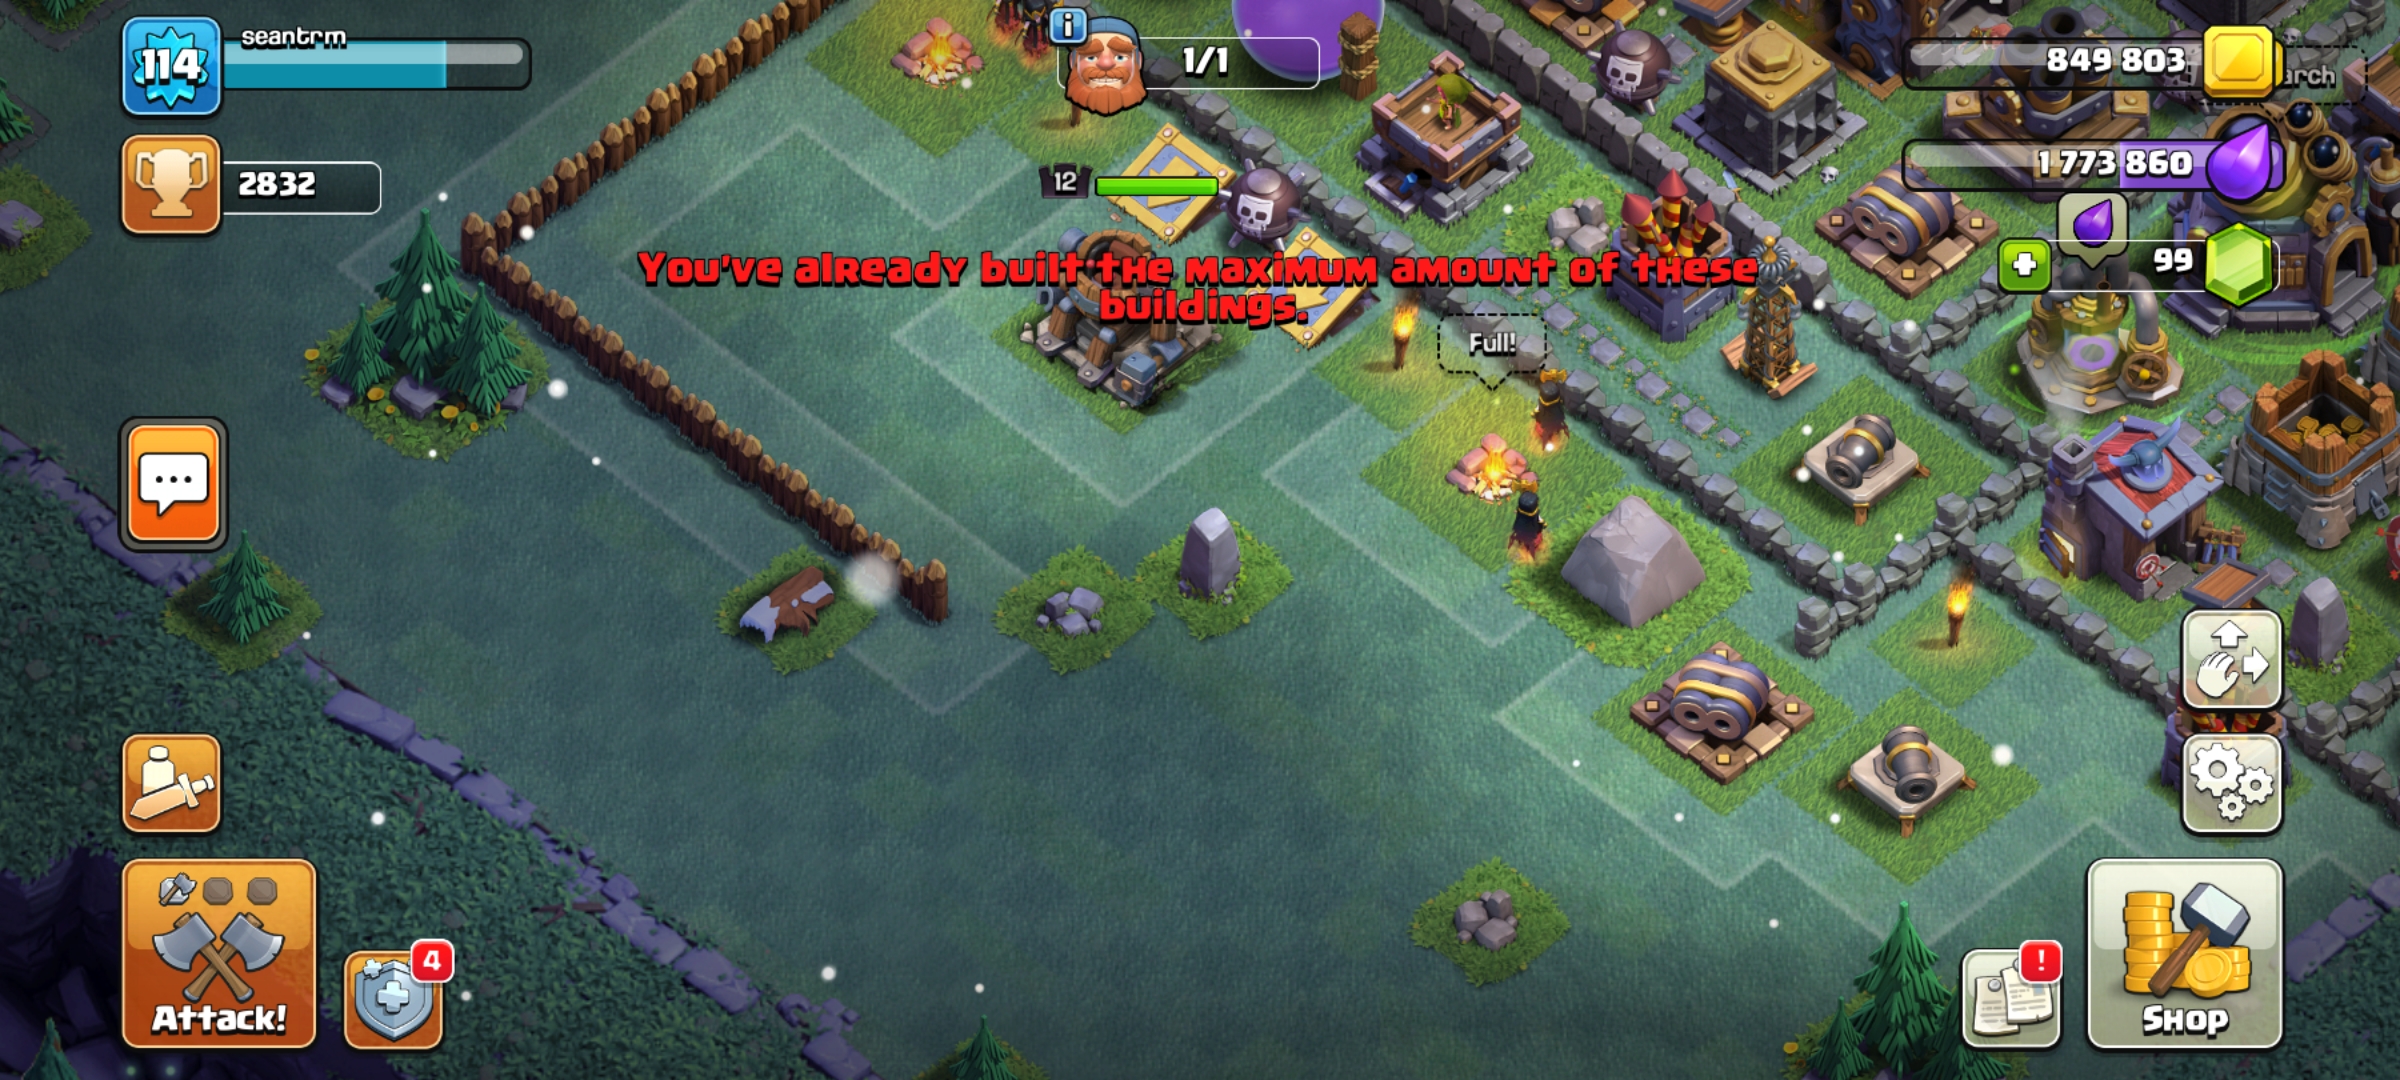 114
seantrm
1/1
849 803
arch
2832
12
1 773 860
You've already built the maximum amount of these
buildings.
99
Full!
4
Attack!
!
Shop